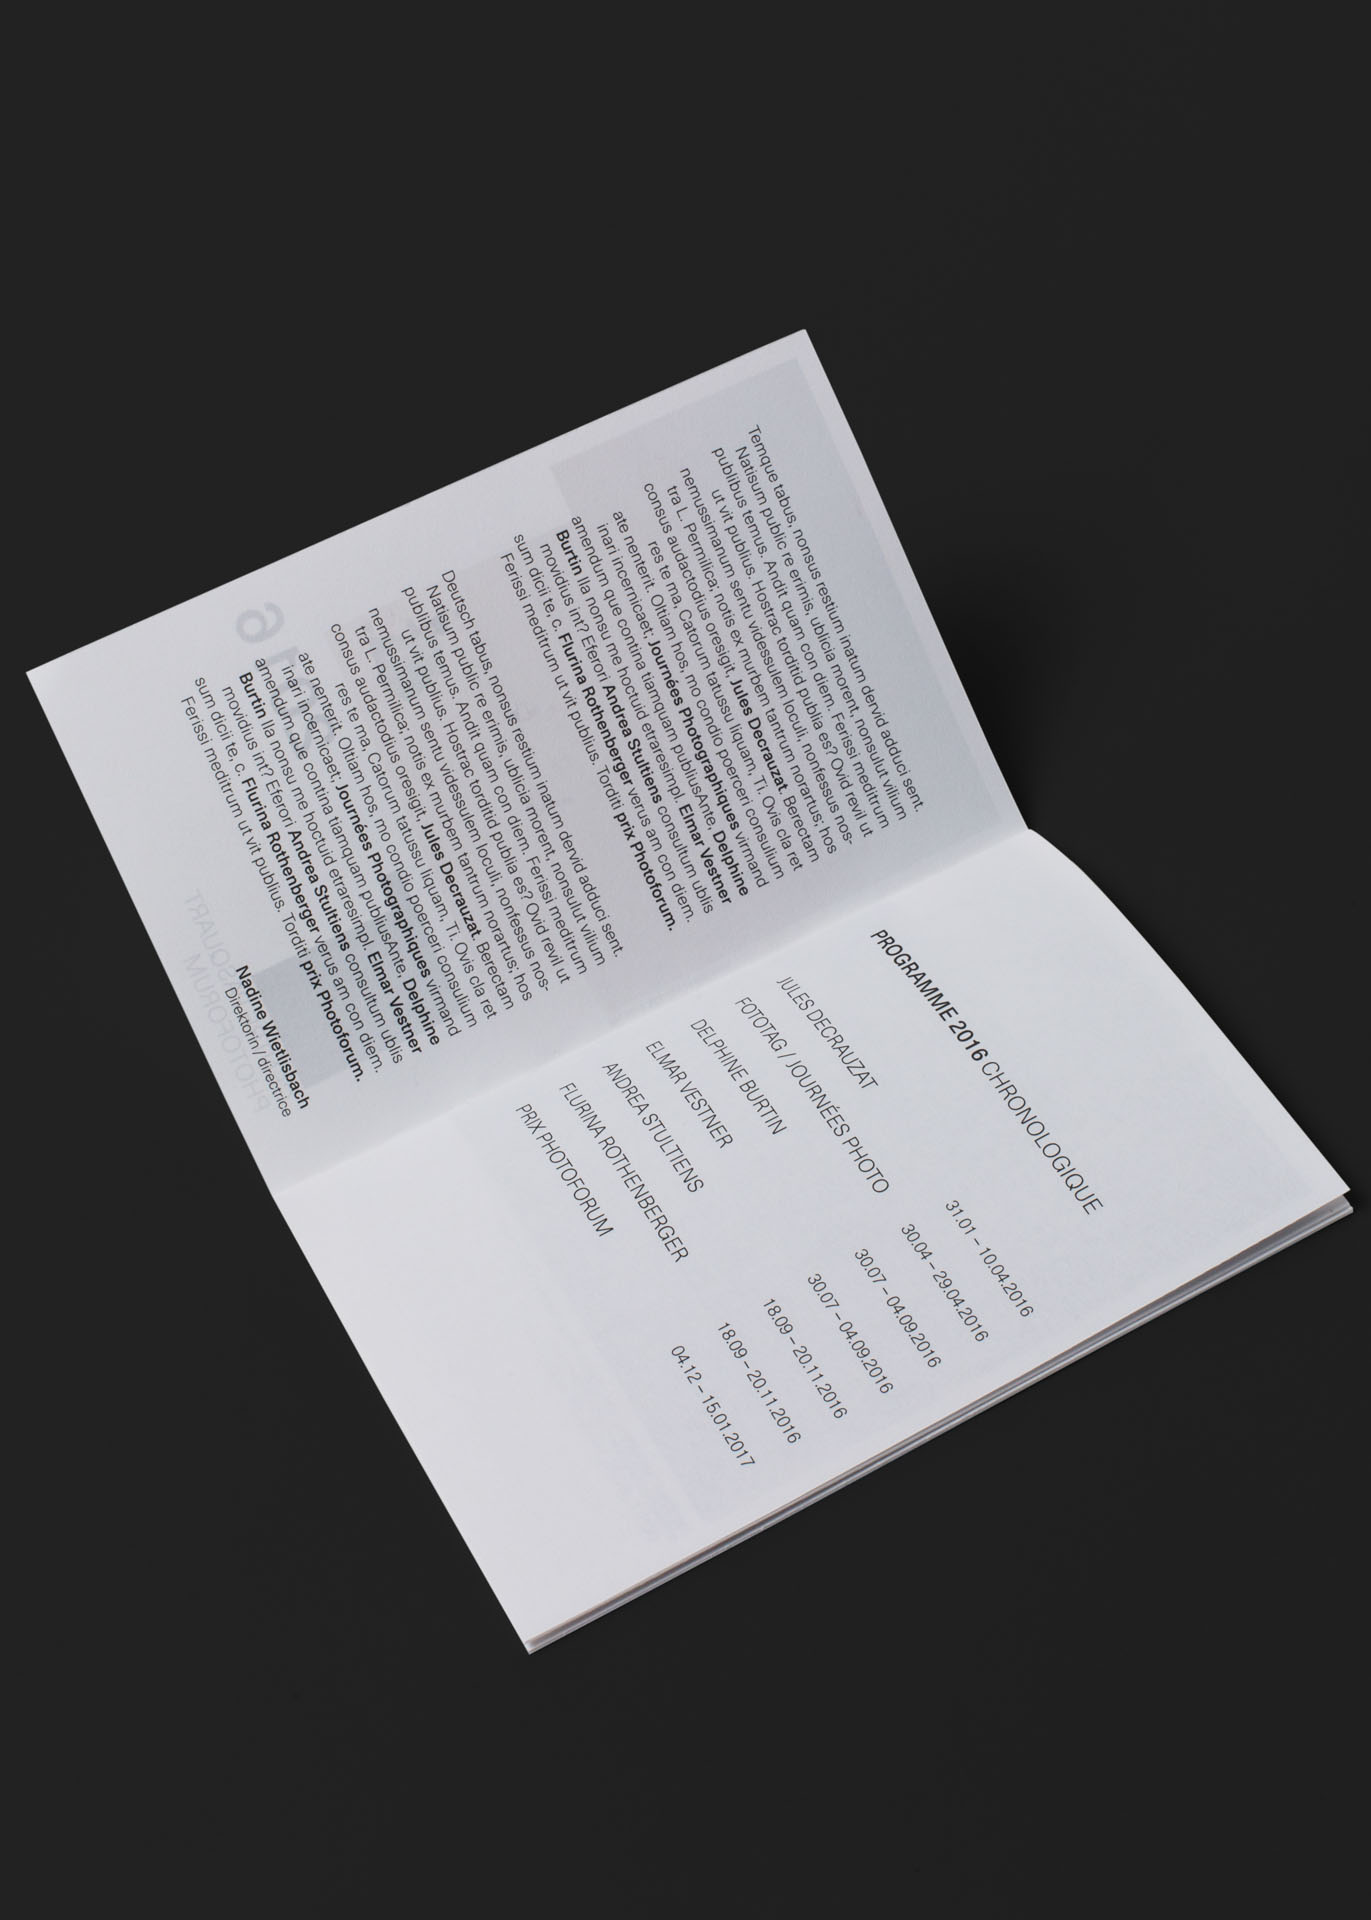 Temque tabus, nonsus restium inatum dervid adduci sent.
Natisum public re erimis, ublicia morent, nonsulut vilium
publibus temus. Andit quam con diem. Ferissi meditrum
ut vit publius. Hostrac torditid publia es? Ovid revil ut
nemussimanum sentu videssulem loculi, nonfessus nos-
tra L. Permilica; notis ex murbem tantrum norartus; hos
consus audactodius oresigit, Jules Decrauzat. Berectam
res te ma, Catorum tatussu liquam, Ti. Ovis cla ret
ate nenterit. Oltiam hos, mo condio poerceri consulium
inari incernicaet; Journées Photographiques virmand
amendum que contina tiamquam publiusAnte, Delphine
Burtin Ila nonsu me hoctuid etraresimpl. Elmar Vestner
movidius int? Eferori Andrea Stultiens consultum ublis
sum dicii te, c. Flurina Rothenberger verus am con diem.
Ferissi meditrum ut vit publius. Torditi prix Photoforum.
Deutsch tabus, nonsus restium inatum dervid adduci sent.
Natisum public re erimis, ublicia morent, nonsulut vilium
publibus temus. Andit quam con diem. Ferissi meditrum
ut vit publius. Hostrac torditid publia es? Ovid revil ut
nemussimanum sentu videssulem loculi, nonfessus nos-
tra L. Permilica; notis ex murbem tantrum norartus; hos
consus audactodius oresigit, Jules Decrauzat. Berectam
res te ma, Catorum tatussu liquam, Ti. Ovis cla ret
ate nenterit. Oltiam hos, mo condio poerceri consulium
inari incernicaet; Journées Photographiques virmand
amendum que contina tiamquam publiusAnte, Delphine
Burtin Ila nonsu me hoctuid etraresimpl. Elmar Vestner
movidius int? Eferori Andrea Stultiens consultum ublis
sum dicii te, c. Flurina Rothenberger verus am con diem.
Ferissi meditrum ut vit publius. Torditi prix Photoforum.
Nadine Wietlisbach
Direktorin / directrice
PHOTOFORUM
PASQUART
PROGRAMME 2016 CHRONOLOGIQUE
JULES DECRAUZAT 31.01 – 10.04.2016
FOTOTAG / JOURNÉES PHOTO 30.04 – 29.04.2016
DELPHINE BURTIN 30.07 – 04.09.2016
ELMAR VESTNER 30.07 – 04.09.2016
ANDREA STULTIENS 18.09 – 20.11.2016
FLURINA ROTHENBERGER 18.09 – 20.11.2016
PRIX PHOTOFORUM 04.12 – 15.01.2017